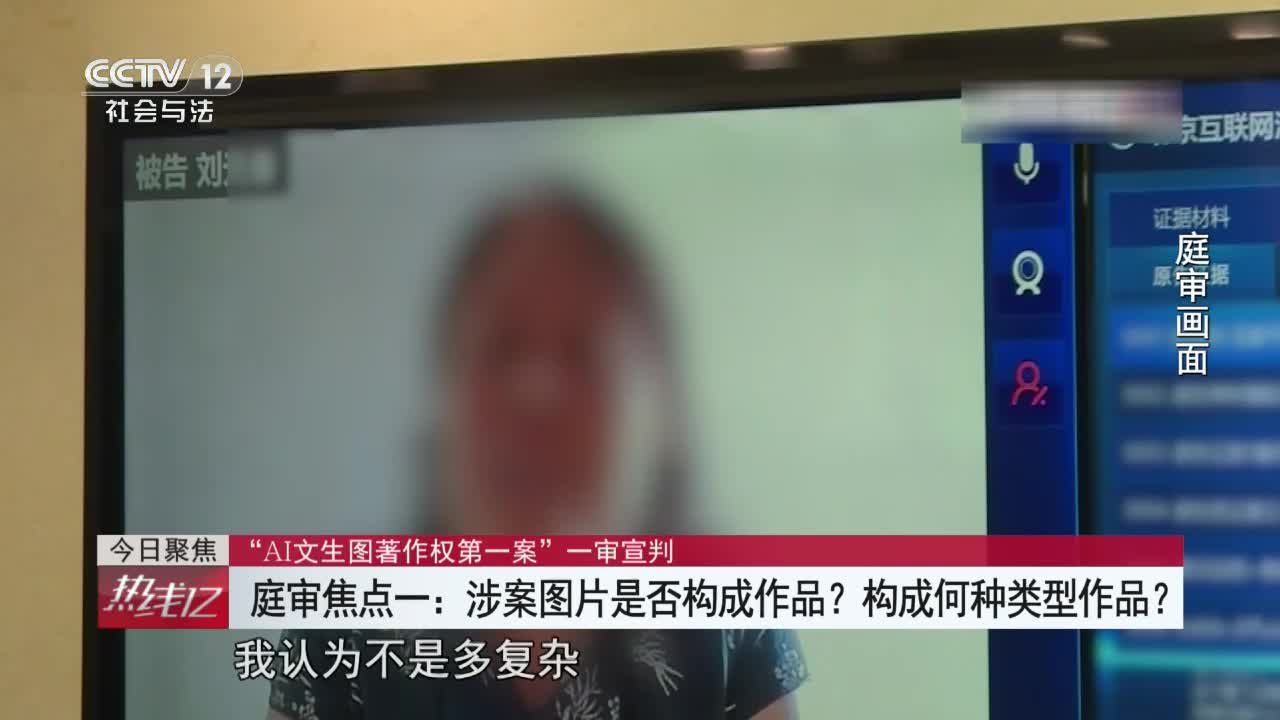 CCTV 12
社会与法
被告 刘
京互联网
证据材料
原告证据
庭审画面
今日聚焦
“AI文生图著作权第一案”一审宣判
热线12
庭审焦点一：涉案图片是否构成作品？构成何种类型作品？
我认为不是多复杂